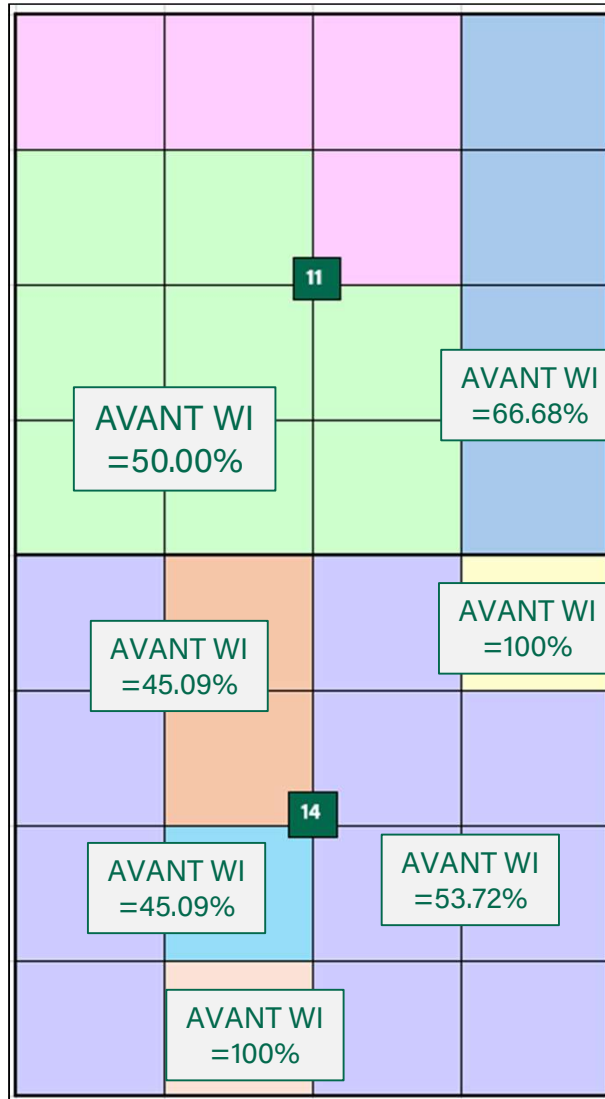 11
AVANT WI
=66.68%
AVANT WI
=50.00%
AVANT WI
=100%
AVANT WI
=45.09%
14
AVANT WI
=45.09%
AVANT WI
=53.72%
AVANT WI
=100%